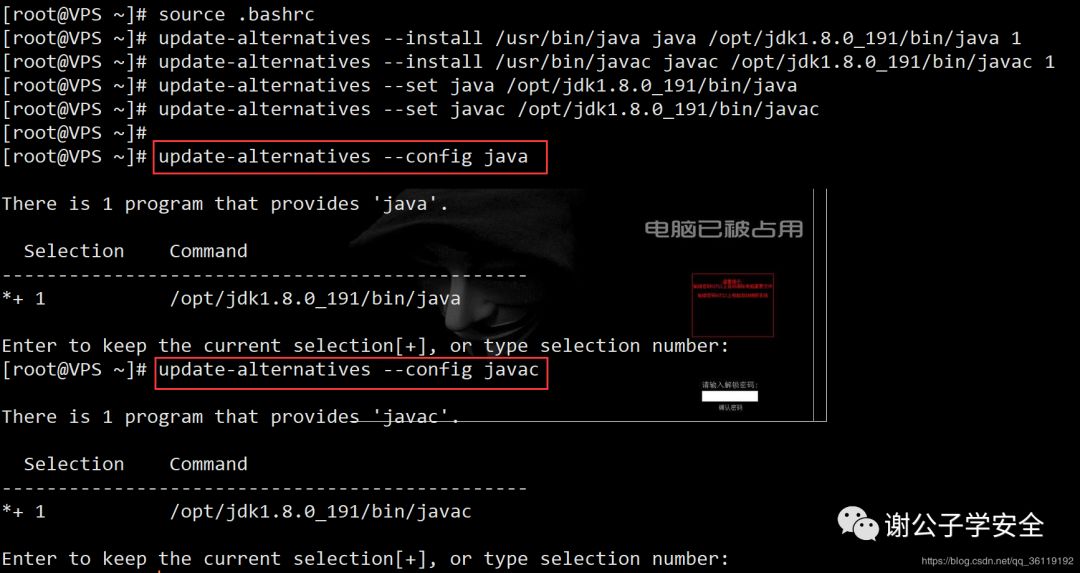 [root@VPS ~]# source .bashrc
[root@VPS ~]# update-alternatives --install /usr/bin/java java /opt/jdk1.8.0_191/bin/java 1
[root@VPS ~]# update-alternatives --install /usr/bin/javac javac /opt/jdk1.8.0_191/bin/javac 1
[root@VPS ~]# update-alternatives --set java /opt/jdk1.8.0_191/bin/java
[root@VPS ~]# update-alternatives --set javac /opt/jdk1.8.0_191/bin/javac
[root@VPS ~]#
[root@VPS ~]# update-alternatives --config java
There is 1 program that provides 'java'.
电脑已被占用
Selection Command
-----------------------------------------------
*+ 1 /opt/jdk1.8.0_191/bin/java
Enter to keep the current selection[+], or type selection number:
[root@VPS ~]# update-alternatives --config javac
请输入解极密码:
确认密码
There is 1 program that provides 'javac'.
Selection Command
-----------------------------------------------
*+ 1 /opt/jdk1.8.0_191/bin/javac
Enter to keep the current selection[+], or type selection number:
谢公子学安全
https://blog.csdn.net/qq_36119192